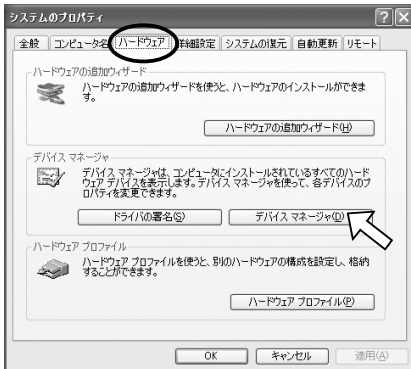 システムのプロパティ
全般 コンピュータ名 ハードウェア 詳細設定 システムの復元 自動更新 リモート
ハードウェアの追加ウィザード
ハードウェアの追加ウィザードを使うと、ハードウェアのインストールができま
す。
ハードウェアの追加ウィザード(H)
デバイス マネージャ
デバイス マネージャは、コンピュータにインストールされているすべてのハード
ウェア デバイスを表示します。デバイス マネージャを使って、各デバイスのプ
ロパティを変更できます。
ドライバの署名(S) デバイス マネージャ(D)
ハードウェア プロファイル
ハードウェア プロファイルを使うと、別のハードウェアの構成を設定し、格納
することができます。
ハードウェア プロファイル(P)
OK キャンセル 適用(A)